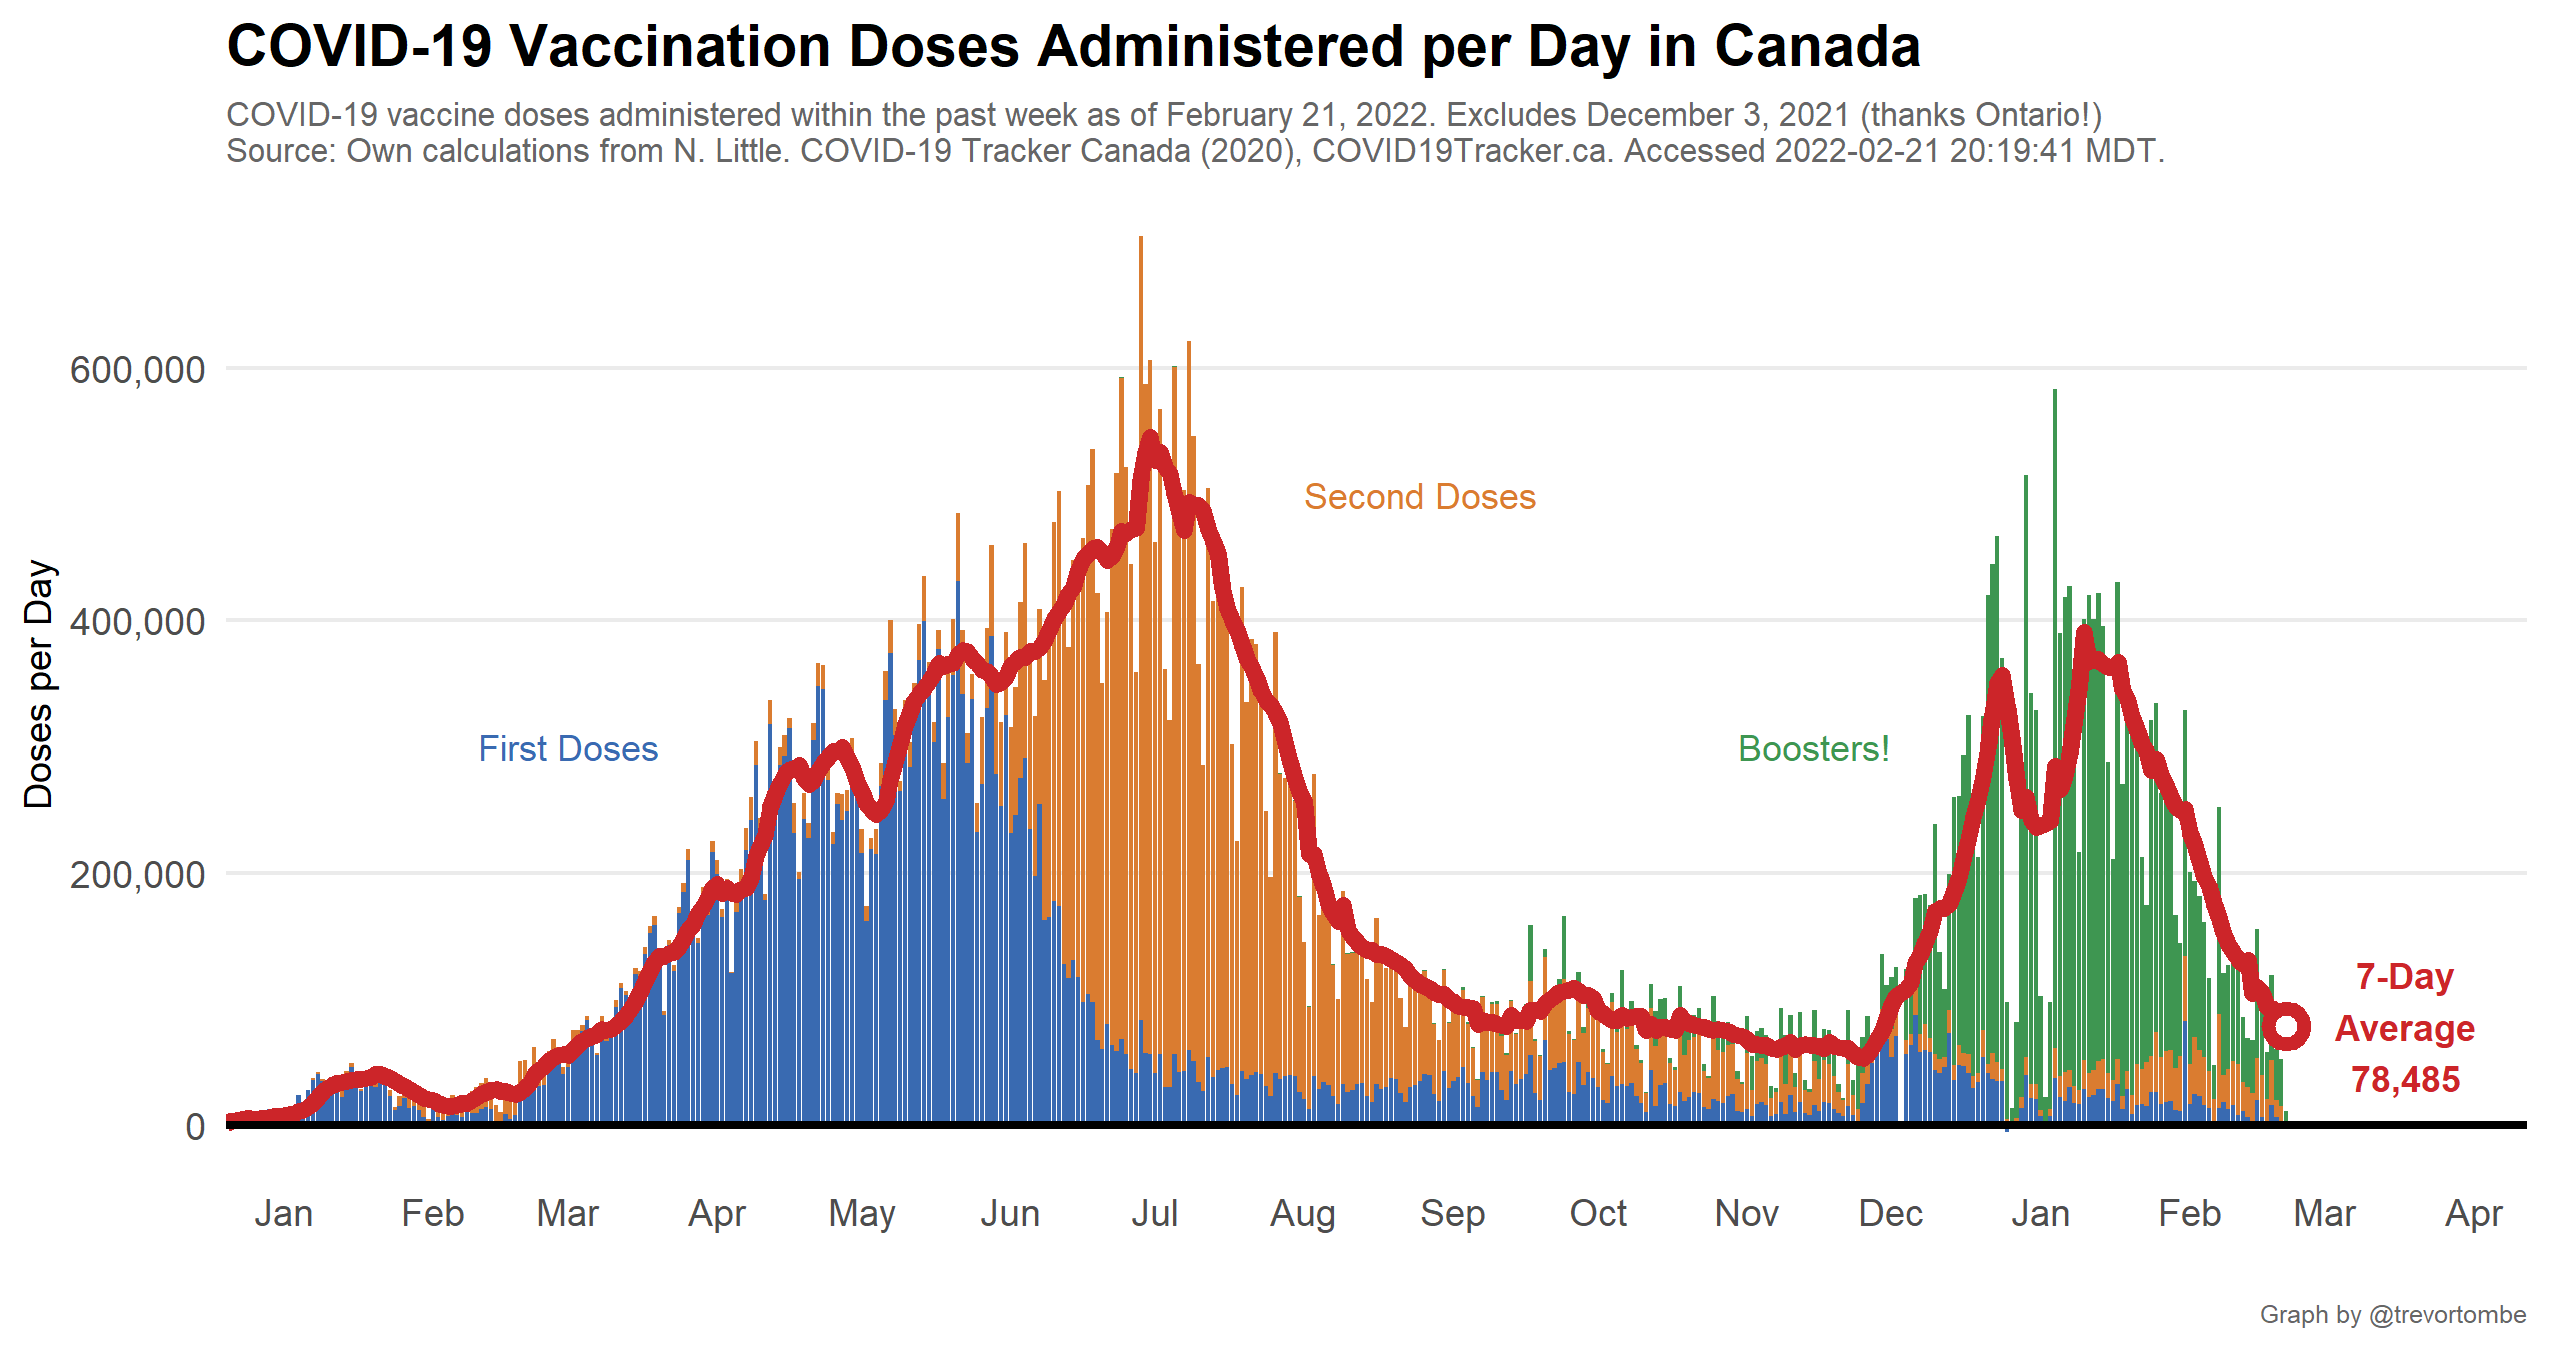 COVID-19 Vaccination Doses Administered per Day in Canada
COVID-19 vaccine doses administered within the past week as of February 21, 2022. Excludes December 3, 2021 (thanks Ontario!)
Source: Own calculations from N. Little. COVID-19 Tracker Canada (2020), COVID19Tracker.ca. Accessed 2022-02-21 20:19:41 MDT.
Doses per Day
600,000
400,000
200,000
0
First Doses
Second Doses
Boosters!
7-Day
Average
78,485
Jan Feb Mar Apr May Jun Jul Aug Sep Oct Nov Dec Jan Feb Mar Apr
Graph by @trevortombe